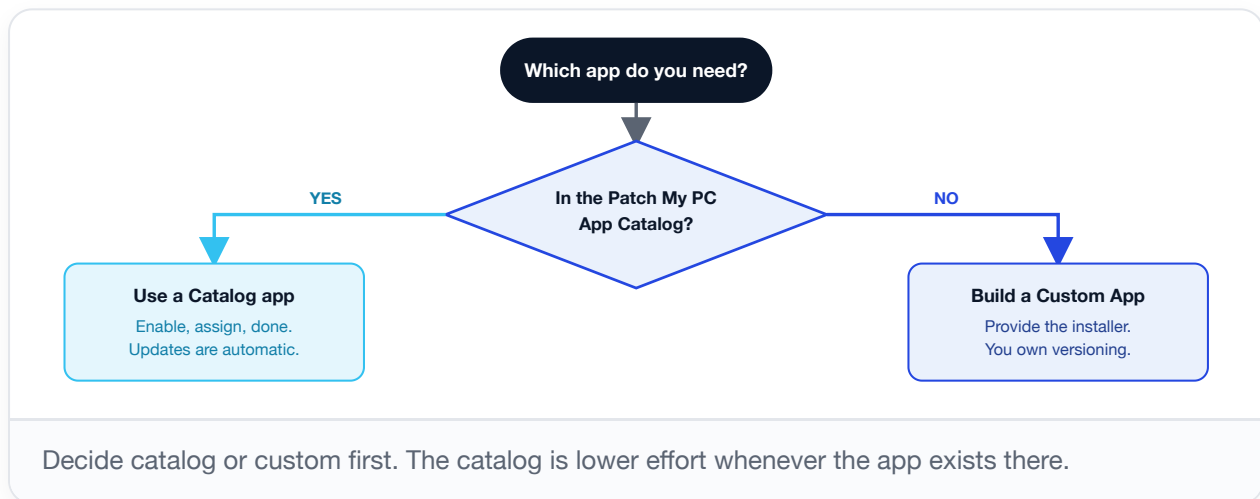 Which app do you need?
In the Patch My PC
App Catalog?
YES
NO
Use a Catalog app
Enable, assign, done.
Updates are automatic.
Build a Custom App
Provide the installer.
You own versioning.
Decide catalog or custom first. The catalog is lower effort whenever the app exists there.